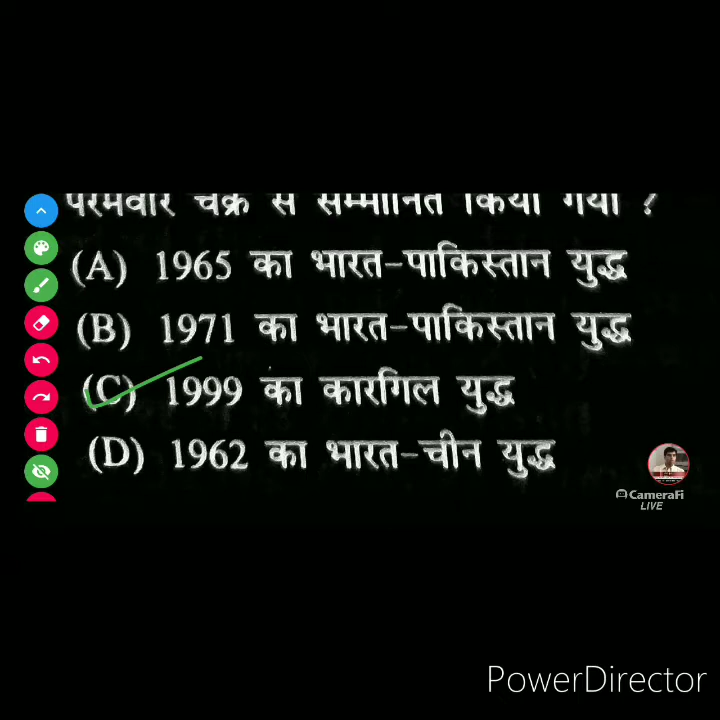 परमवीर चक्र से सम्मानित किया गया ?
(A) 1965 का भारत-पाकिस्तान युद्ध
(B) 1971 का भारत-पाकिस्तान युद्ध
(C) 1999 का कारगिल युद्ध
(D) 1962 का भारत-चीन युद्ध
CameraFi
LIVE
PowerDirector